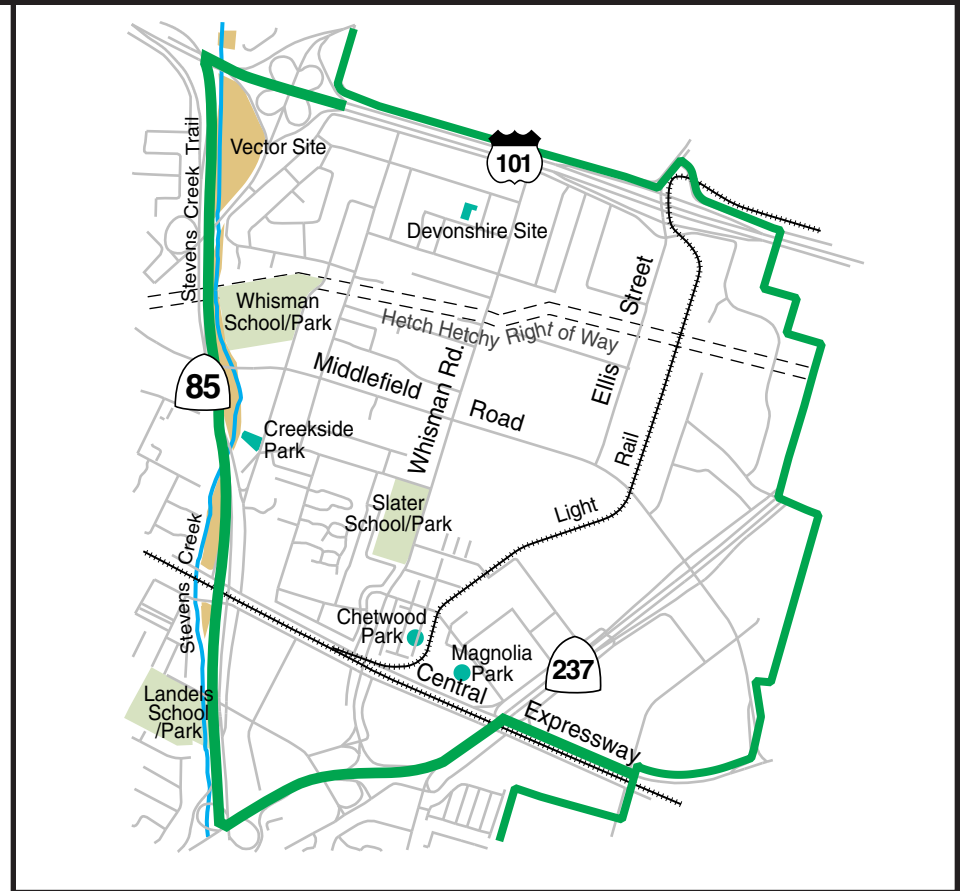 101
Vector Site
Stevens Creek Trail
Devonshire Site
Whisman
School/Park
Hetch Hetchy Right of Way
Ellis Street
Middlefield Road
Whisman Rd.
85
Creekside
Park
Slater
School/Park
Light Rail
Stevens Creek
Chetwood
Park
Magnolia
Park
237
Central Expressway
Landels
School
/Park